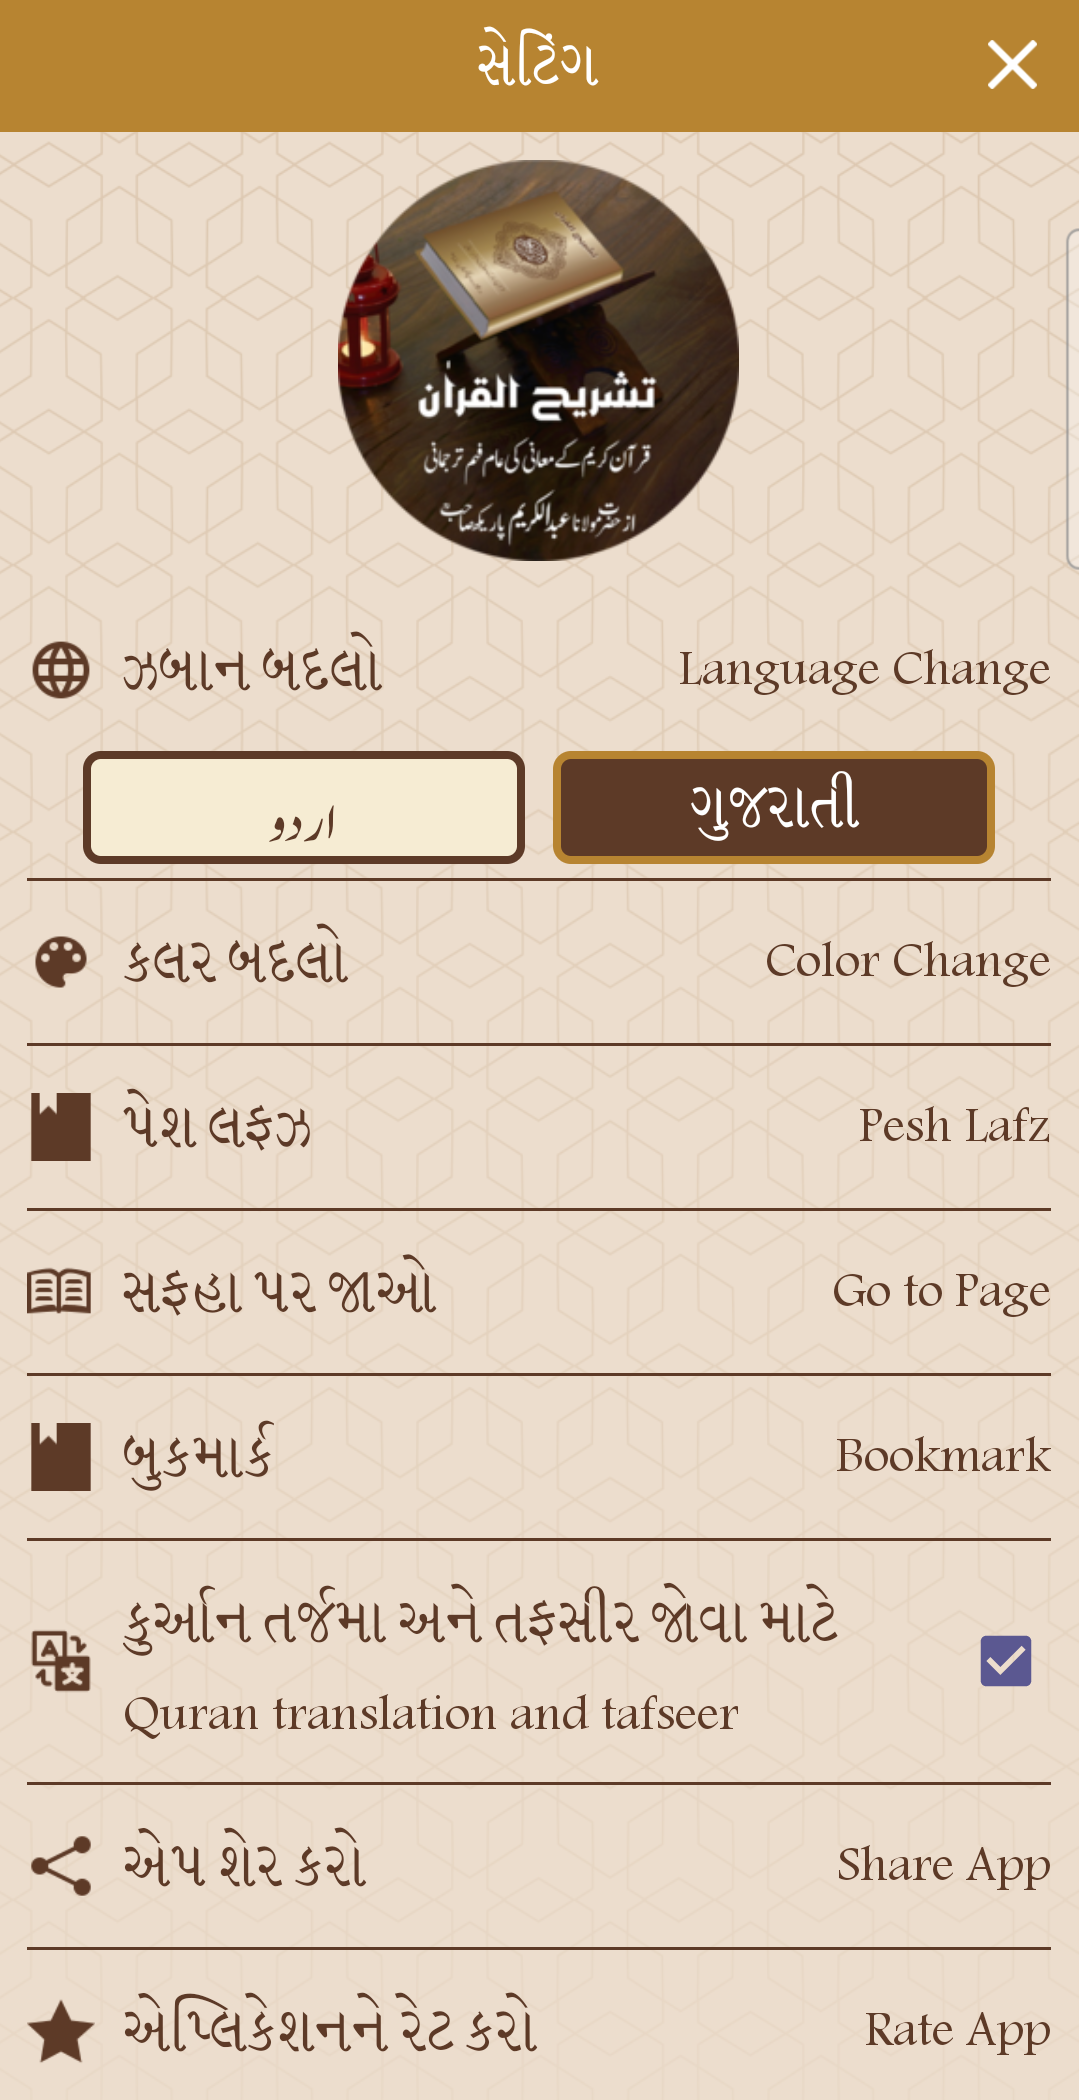 સેટિંગ
تشریح القرآن
قرآن کریم کے معانی کی عام فہم ترجمانی
از حضرت مولانا عبدالکریم پاریکھ صاحبؒ
ઝબાન બદલો Language Change
اردو ગુજરાતી
કલર બદલો Color Change
પેશ લફઝ Pesh Lafz
સફહા પર જાઓ Go to Page
બુકમાર્ક Bookmark
કુર્આન તર્જમા અને તફસીર જોવા માટે
Quran translation and tafseer
એપ શેર કરો Share App
એપ્લિકેશનને રેટ કરો Rate App